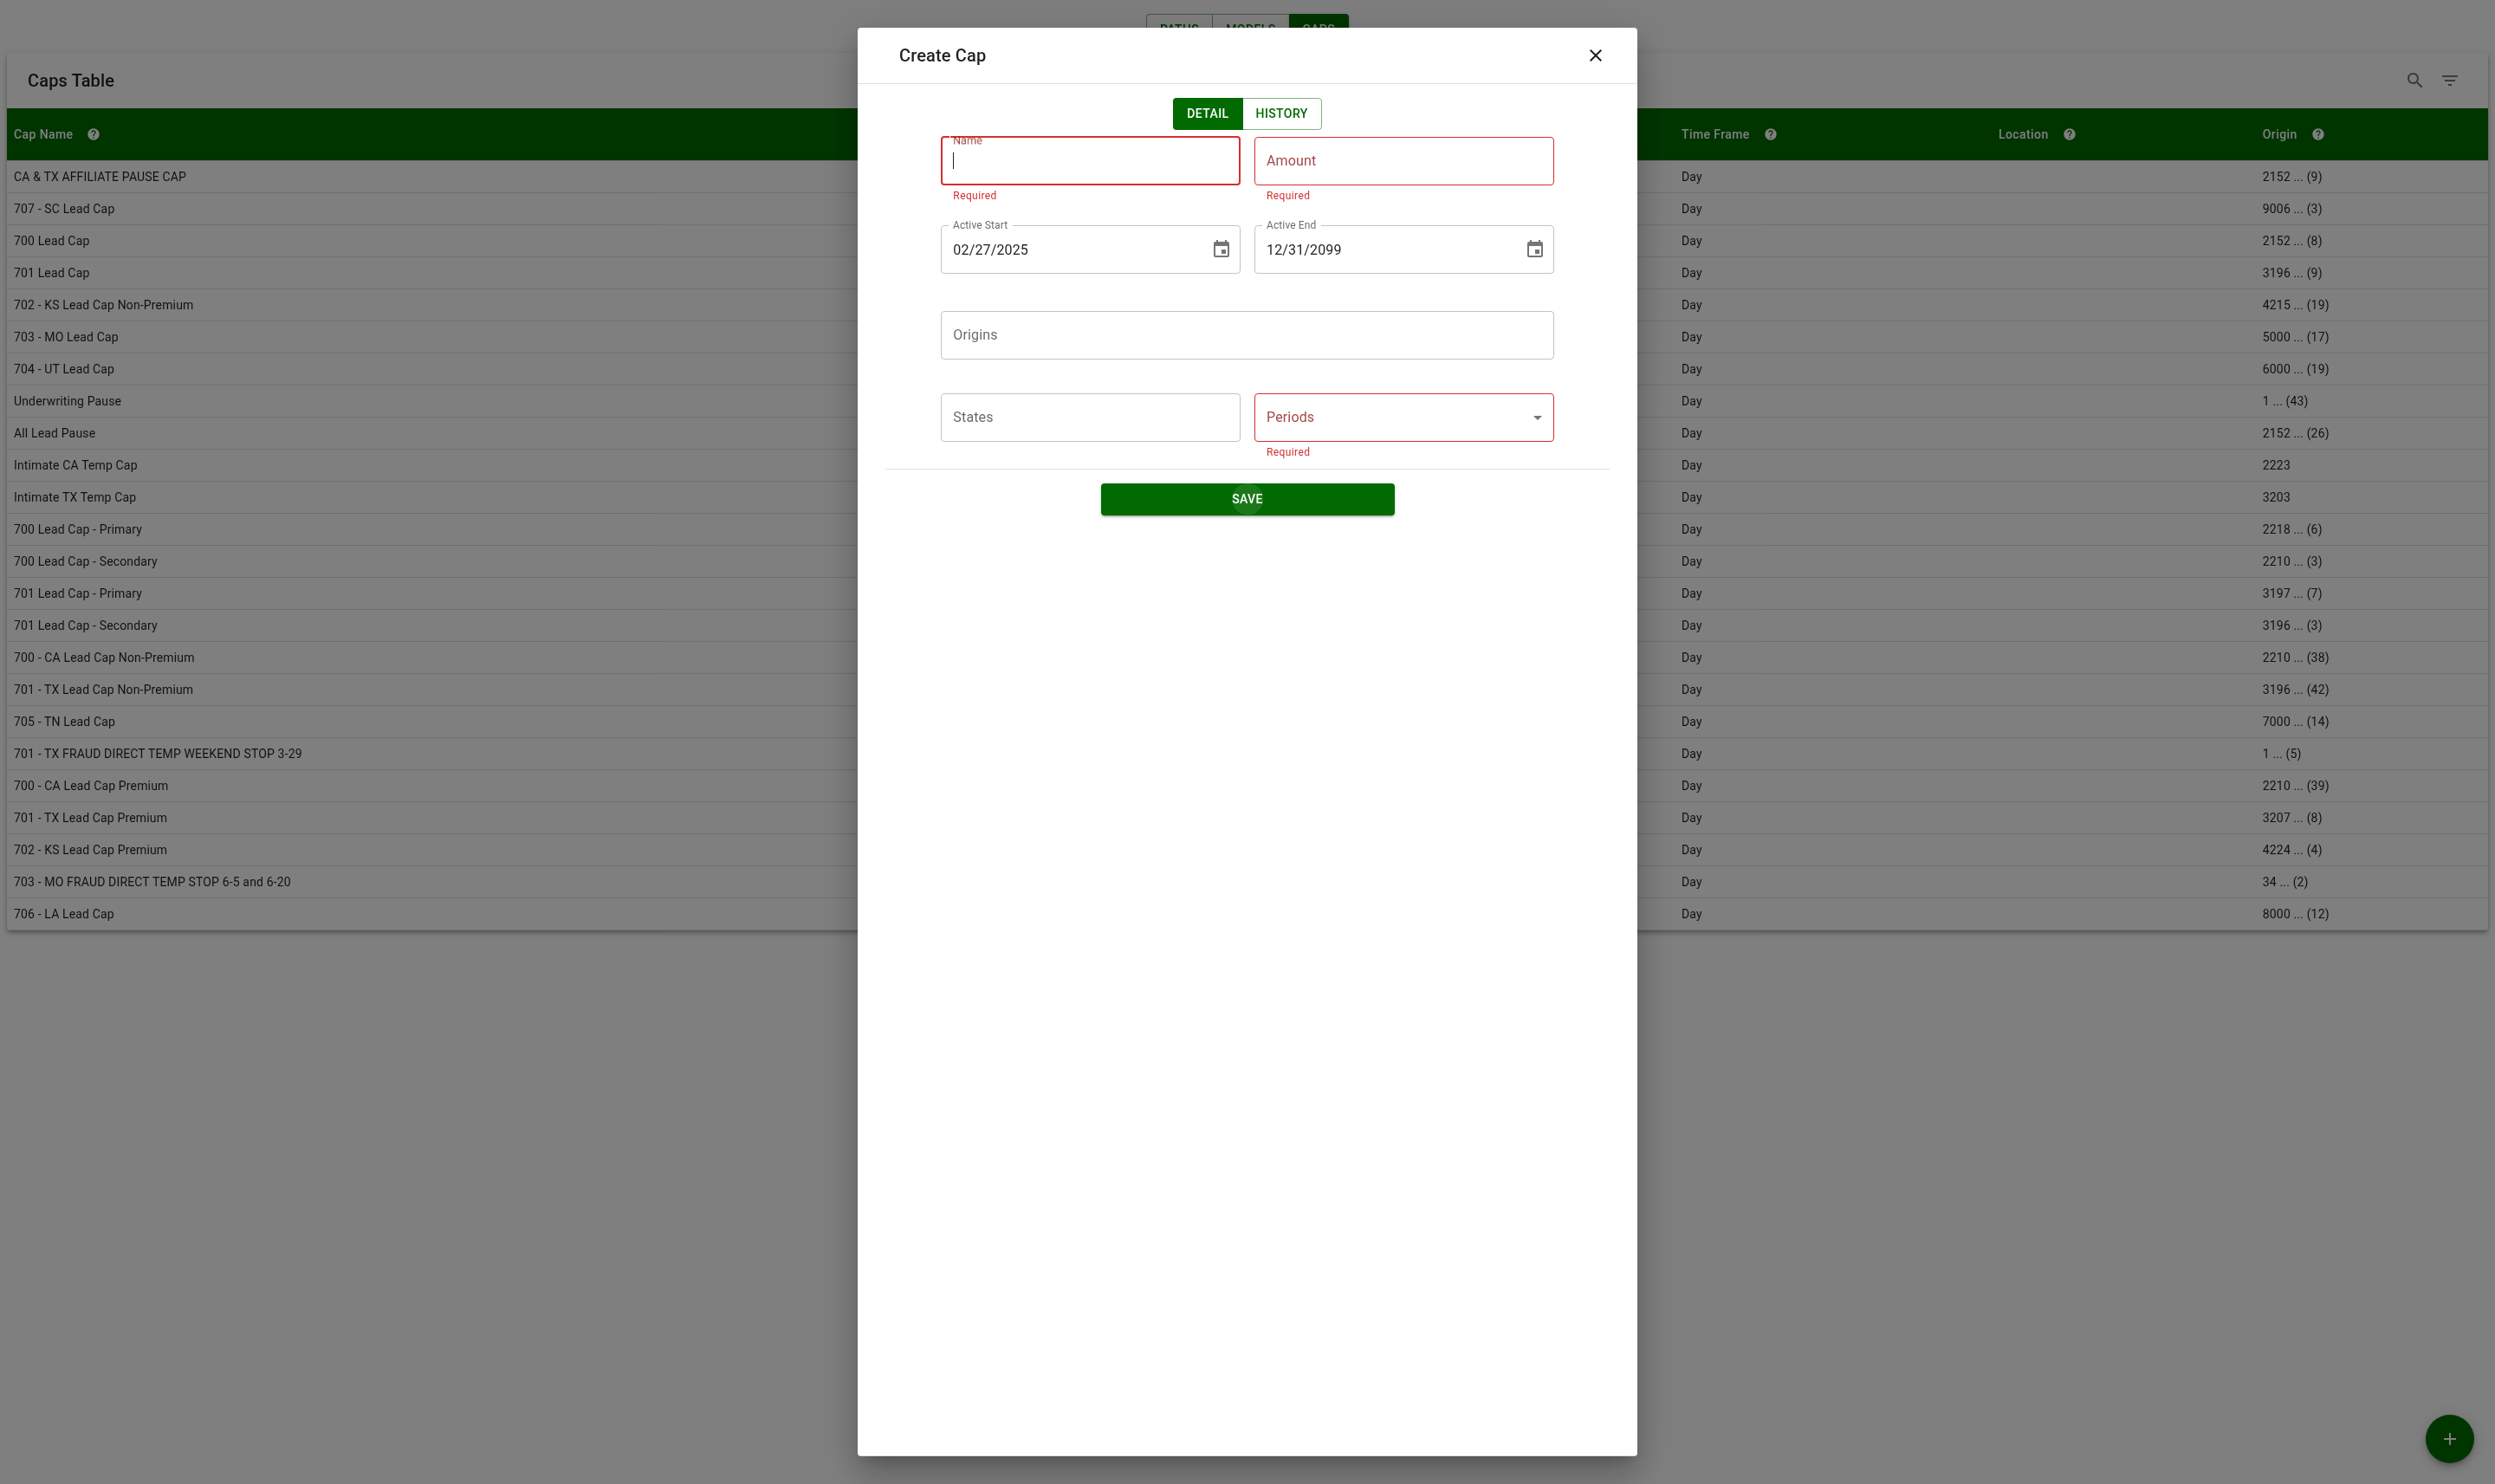 PATHS MODELS CAPS
Create Cap
Caps Table
DETAIL HISTORY
Cap Name Time Frame Location Origin
Name
Amount
Required Required
CA & TX AFFILIATE PAUSE CAP Day 2152 ... (9)
707 - SC Lead Cap Day 9006 ... (3)
Active Start Active End
02/27/2025 12/31/2099
700 Lead Cap Day 2152 ... (8)
701 Lead Cap Day 3196 ... (9)
702 - KS Lead Cap Non-Premium Day 4215 ... (19)
Origins
703 - MO Lead Cap Day 5000 ... (17)
704 - UT Lead Cap Day 6000 ... (19)
Underwriting Pause Day 1 ... (43)
States Periods
Required
All Lead Pause Day 2152 ... (26)
Intimate CA Temp Cap Day 2223
Intimate TX Temp Cap Day 3203
SAVE
700 Lead Cap - Primary Day 2218 ... (6)
700 Lead Cap - Secondary Day 2210 ... (3)
701 Lead Cap - Primary Day 3197 ... (7)
701 Lead Cap - Secondary Day 3196 ... (3)
700 - CA Lead Cap Non-Premium Day 2210 ... (38)
701 - TX Lead Cap Non-Premium Day 3196 ... (42)
705 - TN Lead Cap Day 7000 ... (14)
701 - TX FRAUD DIRECT TEMP WEEKEND STOP 3-29 Day 1 ... (5)
700 - CA Lead Cap Premium Day 2210 ... (39)
701 - TX Lead Cap Premium Day 3207 ... (8)
702 - KS Lead Cap Premium Day 4224 ... (4)
703 - MO FRAUD DIRECT TEMP STOP 6-5 and 6-20 Day 34 ... (2)
706 - LA Lead Cap Day 8000 ... (12)